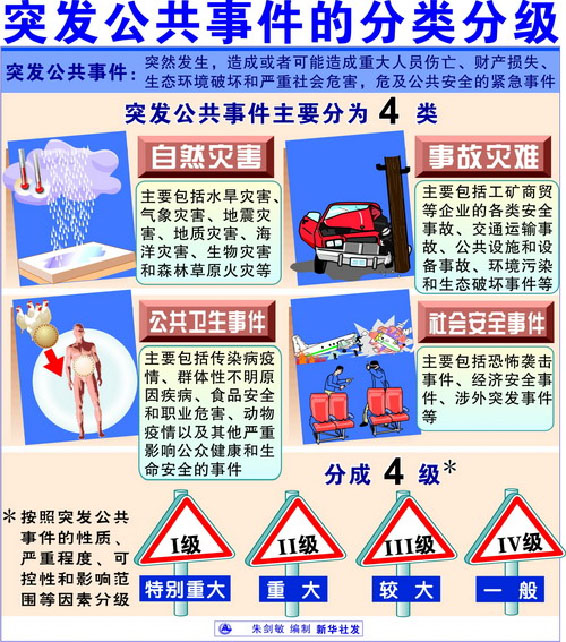 突发公共事件的分类分级
突发公共事件：
突然发生，造成或者可能造成重大人员伤亡、财产损失、
生态环境破坏和严重社会危害，危及公共安全的紧急事件
突发公共事件主要分为 4 类
自然灾害
主要包括水旱灾害、
气象灾害、地震灾
害、地质灾害、海
洋灾害、生物灾害
和森林草原火灾等
事故灾难
主要包括工矿商贸
等企业的各类安全
事故、交通运输事
故、公共设施和设
备事故、环境污染
和生态破坏事件等
公共卫生事件
主要包括传染病疫
情、群体性不明原
因疾病、食品安全
和职业危害、动物
疫情以及其他严重
影响公众健康和生
命安全的事件
社会安全事件
主要包括恐怖袭击
事件、经济安全事
件、涉外突发事件
等
分成 4 级*
*按照突发公共
事件的性质、
严重程度、可
控性和影响范
围等因素分级
I级
特别重大
II级
重 大
III级
较 大
IV级
一 般
朱剑敏 编制 新华社发